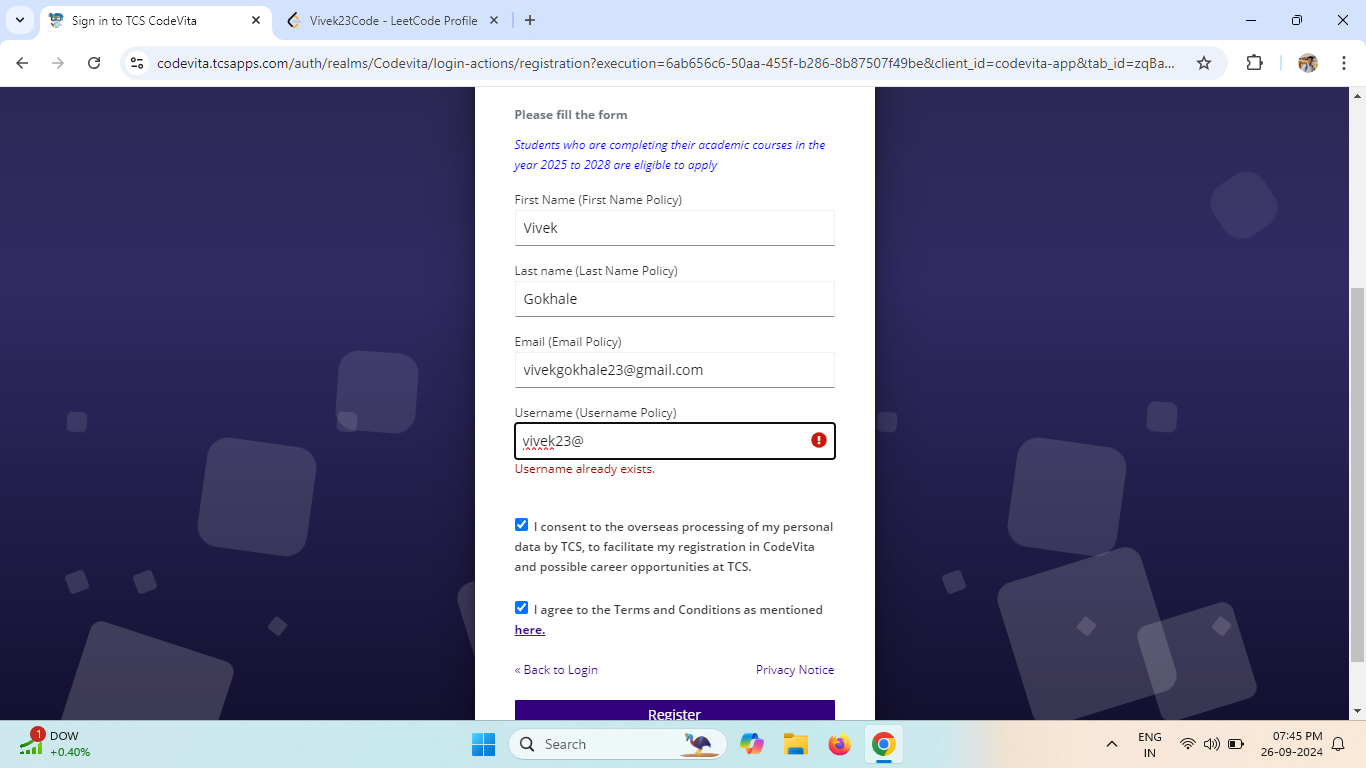 Sign in to TCS CodeVita
Vivek23Code - LeetCode Profile
codevita.tcsapps.com/auth/realms/Codevita/login-actions/registration?execution=6ab656c6-50aa-455f-b286-8b87507f49be&client_id=codevita-app&tab_id=zqBa...
Please fill the form
Students who are completing their academic courses in the
year 2025 to 2028 are eligible to apply
First Name (First Name Policy)
Vivek
Last name (Last Name Policy)
Gokhale
Email (Email Policy)
vivekgokhale23@gmail.com
Username (Username Policy)
vivek23@
Username already exists.
I consent to the overseas processing of my personal
data by TCS, to facilitate my registration in CodeVita
and possible career opportunities at TCS.
I agree to the Terms and Conditions as mentioned
here.
« Back to Login
Privacy Notice
Register
1
DOW
+0.40%
Search
ENG
IN
07:45 PM
26-09-2024